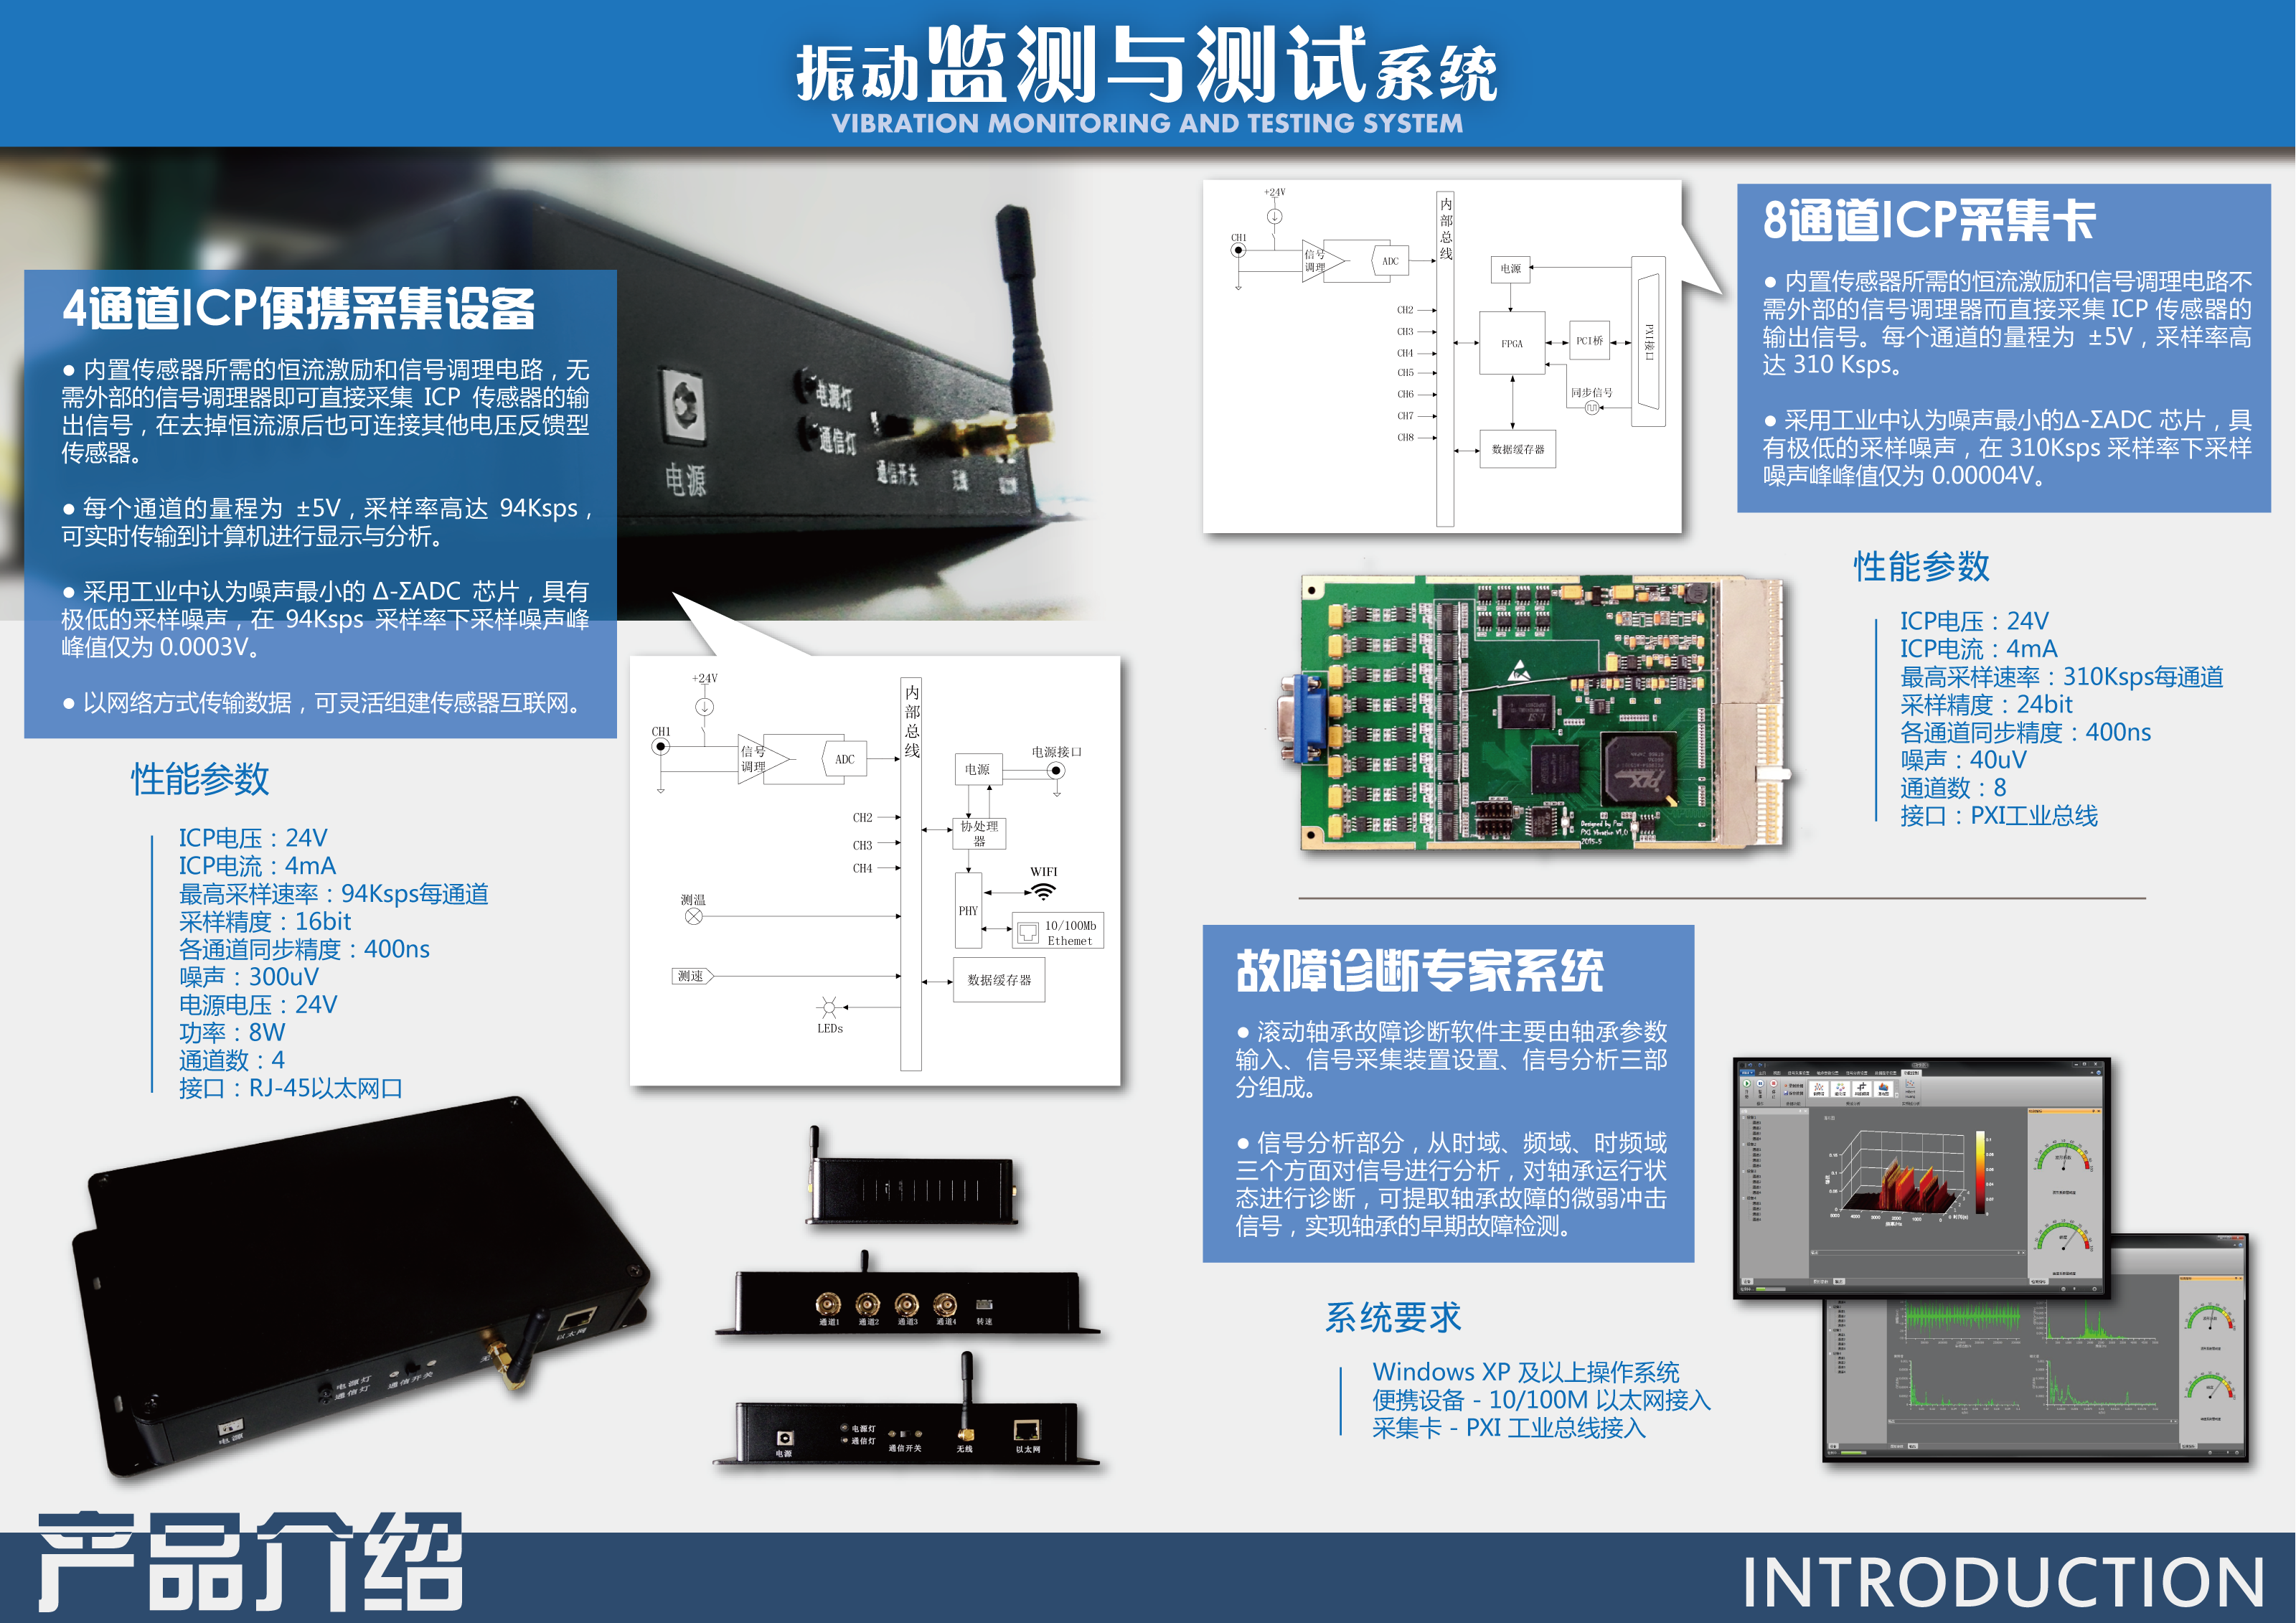 振动监测与测试系统
VIBRATION MONITORING AND TESTING SYSTEM
4通道ICP便携采集设备
● 内置传感器所需的恒流激励和信号调理电路，无
需外部的信号调理器即可直接采集 ICP 传感器的输
出信号，在去掉恒流源后也可连接其他电压反馈型
传感器。
● 每个通道的量程为 ±5V，采样率高达 94Ksps，
可实时传输到计算机进行显示与分析。
● 采用工业中认为噪声最小的 Δ-ΣADC 芯片，具有
极低的采样噪声，在 94Ksps 采样率下采样噪声峰
峰值仅为 0.0003V。
● 以网络方式传输数据，可灵活组建传感器互联网。
电源
电源灯
通信灯
通信开关
无线
性能参数
ICP电压：24V
ICP电流：4mA
最高采样速率：94Ksps每通道
采样精度：16bit
各通道同步精度：400ns
噪声：300uV
电源电压：24V
功率：8W
通道数：4
接口：RJ-45以太网口
+24V
CH1
信号
调理
ADC
内部总线
电源
电源接口
CH2
CH3
CH4
协处理
器
WIFI
PHY
10/100Mb
Ethemet
测温
测速
数据缓存器
LEDs
电源
电源灯
通信灯
通信开关
以太网
通道1
通道2
通道3
通道4
转速
电源
电源灯
通信灯
通信开关
无线
以太网
+24V
CH1
信号
调理
ADC
内部总线
电源
CH2
CH3
CH4
CH5
CH6
CH7
CH8
FPGA
PCI桥
PXI接口
同步信号
数据缓存器
8通道ICP采集卡
● 内置传感器所需的恒流激励和信号调理电路不
需外部的信号调理器而直接采集 ICP 传感器的
输出信号。每个通道的量程为 ±5V，采样率高
达 310 Ksps。
● 采用工业中认为噪声最小的Δ-ΣADC 芯片，具
有极低的采样噪声，在 310Ksps 采样率下采样
噪声峰峰值仅为 0.00004V。
性能参数
ICP电压：24V
ICP电流：4mA
最高采样速率：310Ksps每通道
采样精度：24bit
各通道同步精度：400ns
噪声：40uV
通道数：8
接口：PXI工业总线
PLX
Designed by Paul
PXI Vibration V1.0
2013-5
故障诊断专家系统
● 滚动轴承故障诊断软件主要由轴承参数
输入、信号采集装置设置、信号分析三部
分组成。
● 信号分析部分，从时域、频域、时频域
三个方面对信号进行分析，对轴承运行状
态进行诊断，可提取轴承故障的微弱冲击
信号，实现轴承的早期故障检测。
系统要求
Windows XP 及以上操作系统
便携设备 - 10/100M 以太网接入
采集卡 - PXI 工业总线接入
产品介绍
INTRODUCTION